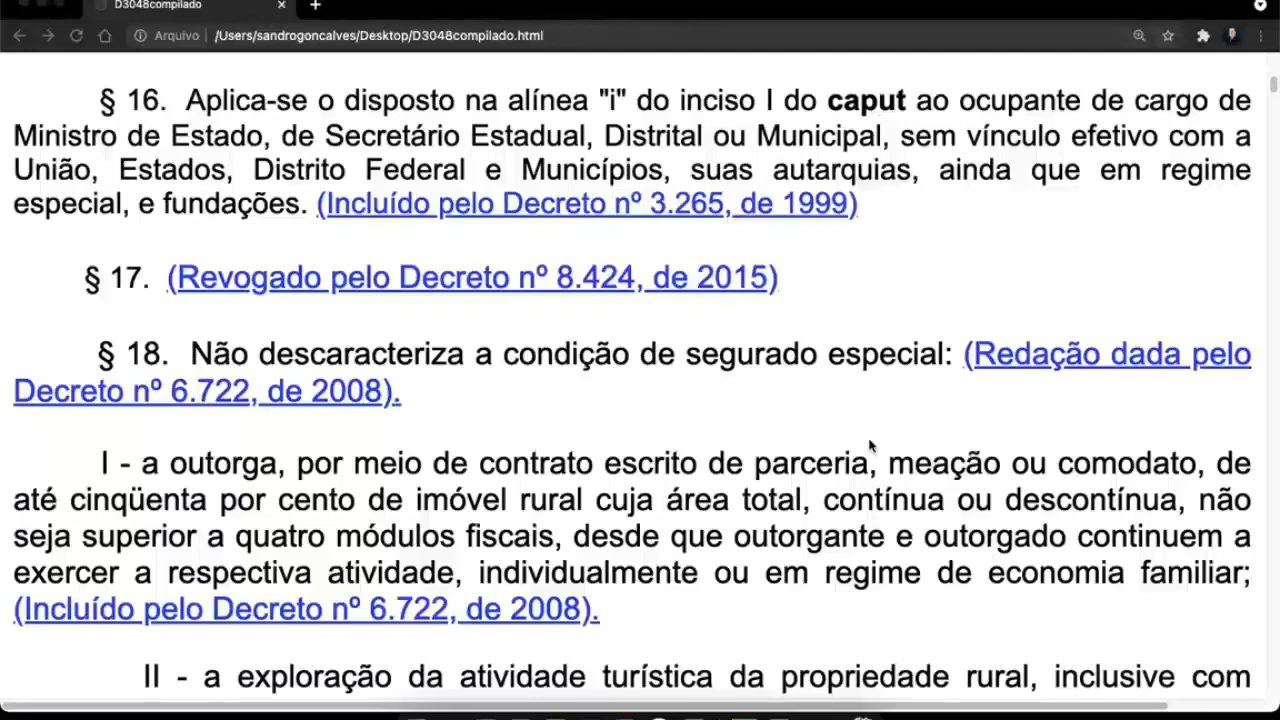 D3048compilado
Arquivo /Users/sandrogoncalves/Desktop/D3048compilado.html
§ 16. Aplica-se o disposto na alínea "i" do inciso I do caput ao ocupante de cargo de
Ministro de Estado, de Secretário Estadual, Distrital ou Municipal, sem vínculo efetivo com a
União, Estados, Distrito Federal e Municípios, suas autarquias, ainda que em regime
especial, e fundações. (Incluído pelo Decreto nº 3.265, de 1999)
§ 17. (Revogado pelo Decreto nº 8.424, de 2015)
§ 18. Não descaracteriza a condição de segurado especial: (Redação dada pelo
Decreto nº 6.722, de 2008).
I - a outorga, por meio de contrato escrito de parceria, meação ou comodato, de
até cinqüenta por cento de imóvel rural cuja área total, contínua ou descontínua, não
seja superior a quatro módulos fiscais, desde que outorgante e outorgado continuem a
exercer a respectiva atividade, individualmente ou em regime de economia familiar;
(Incluído pelo Decreto nº 6.722, de 2008).
II - a exploração da atividade turística da propriedade rural, inclusive com